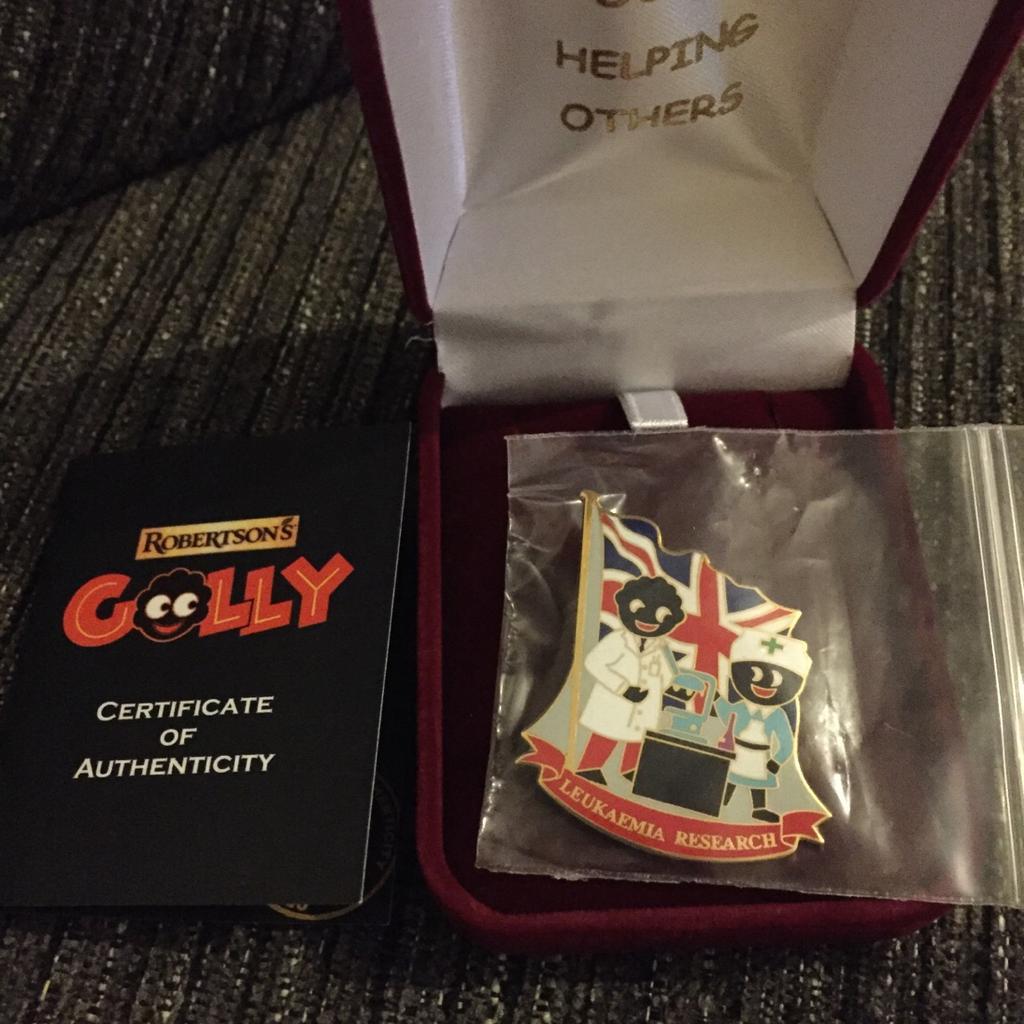 HELPING
OTHERS
ROBERTSON'S
GOLLY
CERTIFICATE
OF
AUTHENTICITY
LEUKAEMIA RESEARCH